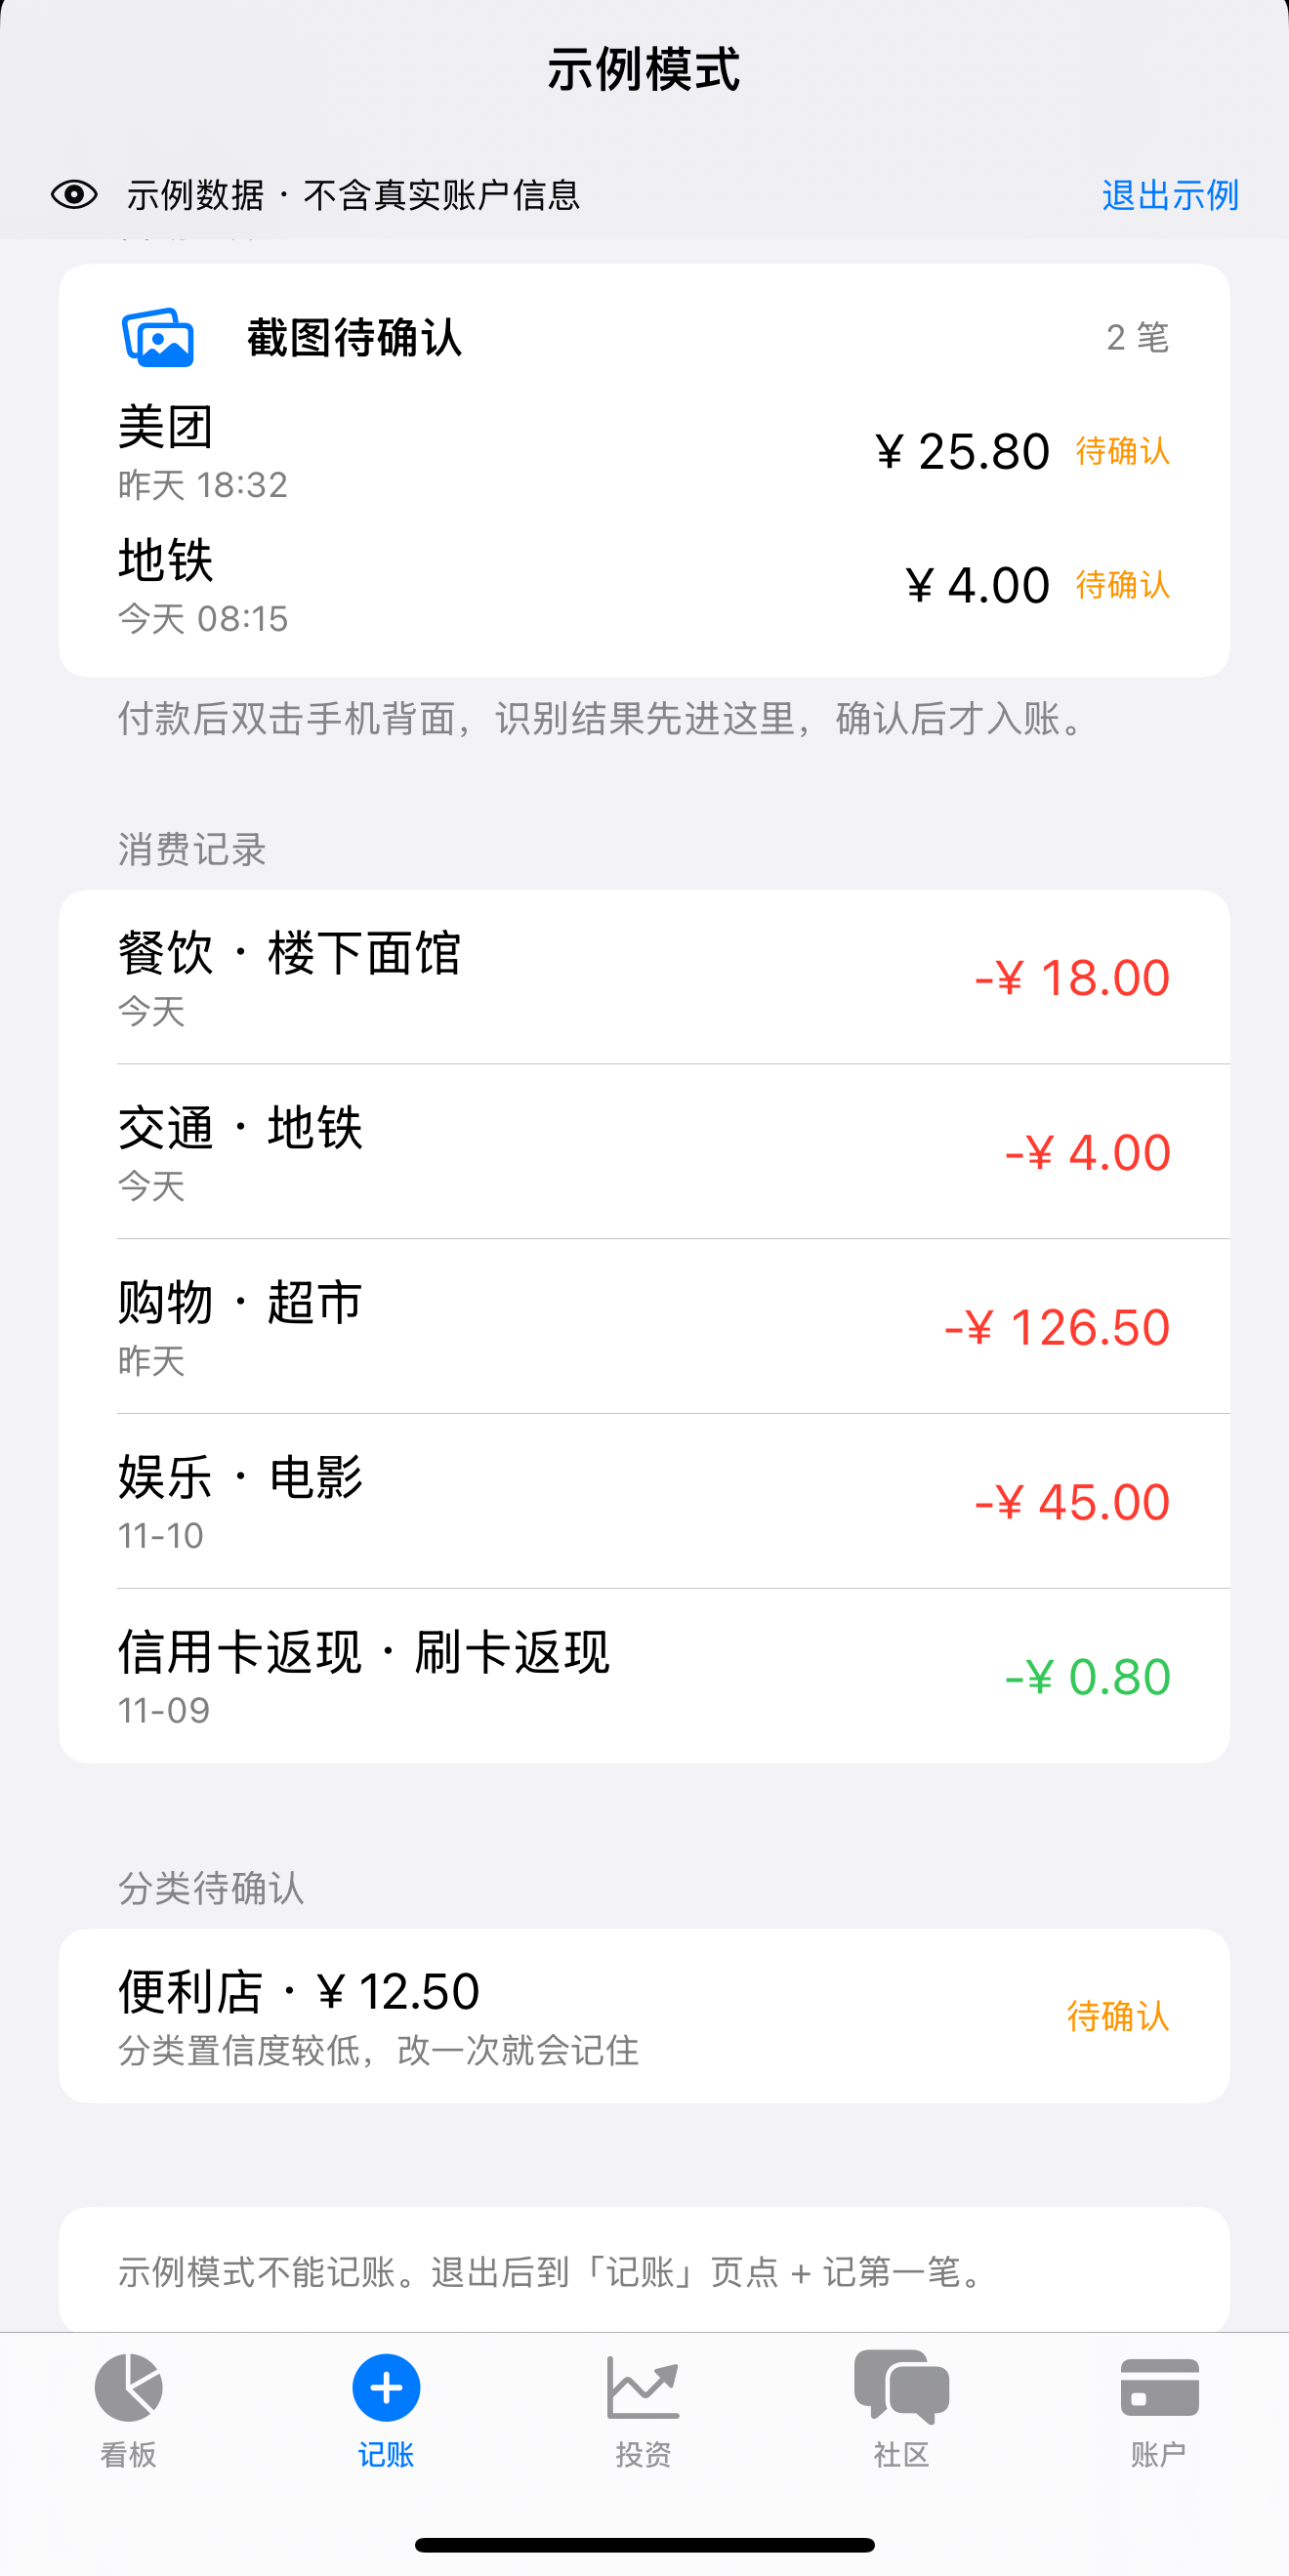 示例模式
示例数据 · 不含真实账户信息
退出示例
截图待确认
2 笔
美团
¥ 25.80 待确认
昨天 18:32
地铁
¥ 4.00 待确认
今天 08:15
付款后双击手机背面，识别结果先进这里，确认后才入账。
消费记录
餐饮 · 楼下面馆
-¥ 18.00
今天
交通 · 地铁
-¥ 4.00
今天
购物 · 超市
-¥ 126.50
昨天
娱乐 · 电影
-¥ 45.00
11-10
信用卡返现 · 刷卡返现
-¥ 0.80
11-09
分类待确认
便利店 · ¥ 12.50
待确认
分类置信度较低，改一次就会记住
示例模式不能记账。退出后到「记账」页点 + 记第一笔。
看板
记账
投资
社区
账户